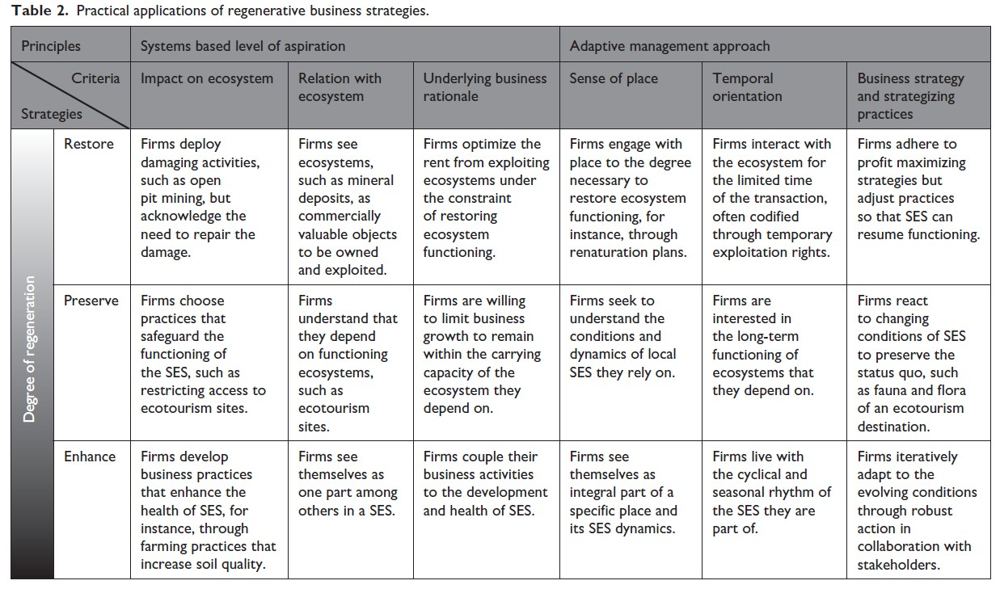 Table 2. Practical applications of regenerative business strategies.
Principles
Systems based level of aspiration
Adaptive management approach
Criteria
Strategies
Impact on ecosystem
Relation with
ecosystem
Underlying business
rationale
Sense of place
Temporal
orientation
Business strategy
and strategizing
practices
Degree of regeneration
Restore
Firms deploy
damaging activities,
such as open
pit mining, but
acknowledge the
need to repair the
damage.
Firms see
ecosystems,
such as mineral
deposits, as
commercially
valuable objects
to be owned
and exploited.
Firms optimize the
rent from exploiting
ecosystems under
the constraint
of restoring
ecosystem
functioning.
Firms engage with
place to the degree
necessary to
restore ecosystem
functioning, for
instance, through
renaturation plans.
Firms interact with
the ecosystem for
the limited time
of the transaction,
often codified
through temporary
exploitation rights.
Firms adhere to
profit maximizing
strategies but
adjust practices
so that SES can
resume functioning.
Preserve
Firms choose
practices that
safeguard the
functioning of
the SES, such as
restricting access to
ecotourism sites.
Firms
understand that
they depend
on functioning
ecosystems,
such as
ecotourism
sites.
Firms are willing
to limit business
growth to remain
within the carrying
capacity of the
ecosystem they
depend on.
Firms seek to
understand the
conditions and
dynamics of local
SES they rely on.
Firms are
interested in
the long-term
functioning of
ecosystems that
they depend on.
Firms react
to changing
conditions of SES
to preserve the
status quo, such
as fauna and flora
of an ecotourism
destination.
Enhance
Firms develop
business practices
that enhance the
health of SES, for
instance, through
farming practices that
increase soil quality.
Firms see
themselves as
one part among
others in a SES.
Firms couple their
business activities
to the development
and health of SES.
Firms see
themselves as
integral part of a
specific place and
its SES dynamics.
Firms live with
the cyclical and
seasonal rhythm of
the SES they are
part of.
Firms iteratively
adapt to the
evolving conditions
through robust
action in
collaboration with
stakeholders.